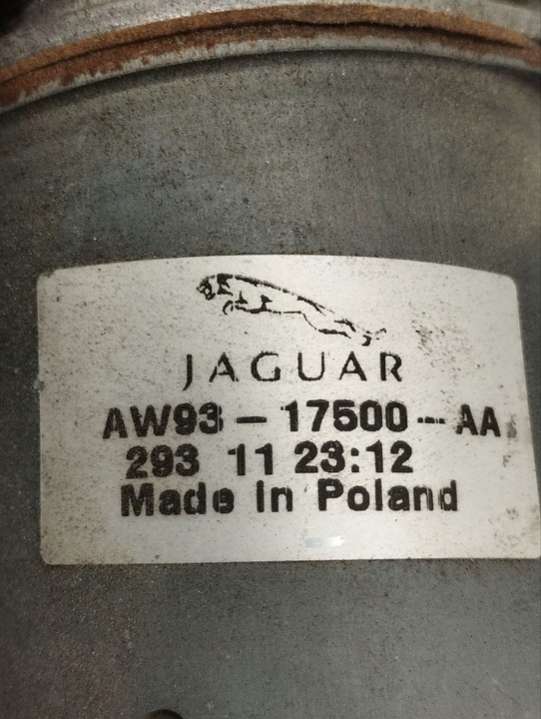 JAGUAR
AW93-17500-AA
293 11 23:12
Made in Poland